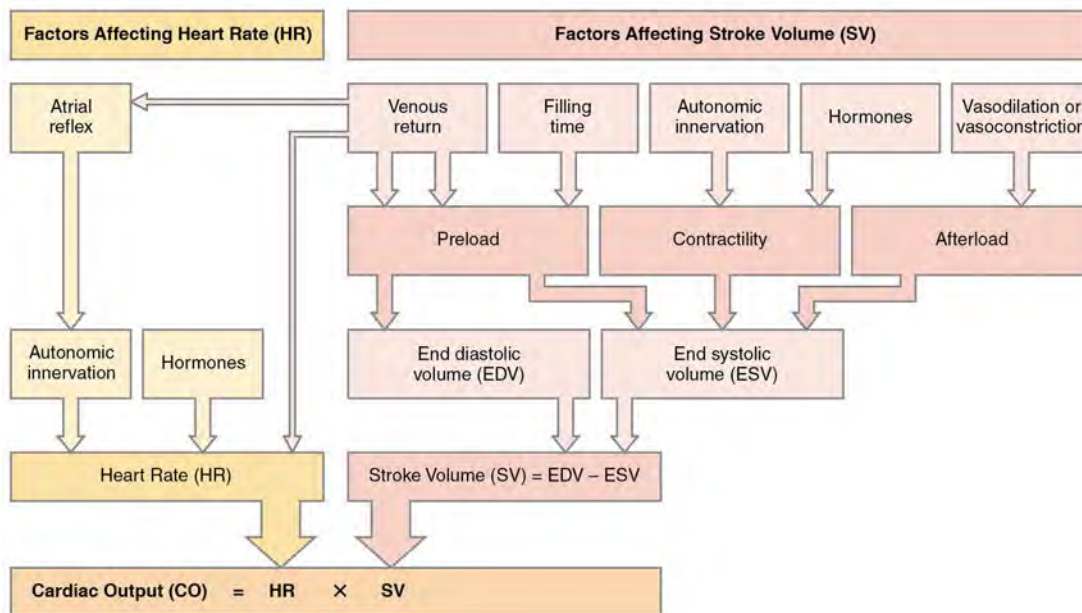 Factors Affecting Heart Rate (HR)
Factors Affecting Stroke Volume (SV)
Atrial
reflex
Venous
return
Filling
time
Autonomic
innervation
Hormones
Vasodilation or
vasoconstriction
Preload
Contractility
Afterload
Autonomic
innervation
Hormones
End diastolic
volume (EDV)
End systolic
volume (ESV)
Heart Rate (HR)
Stroke Volume (SV) = EDV – ESV
Cardiac Output (CO) = HR × SV